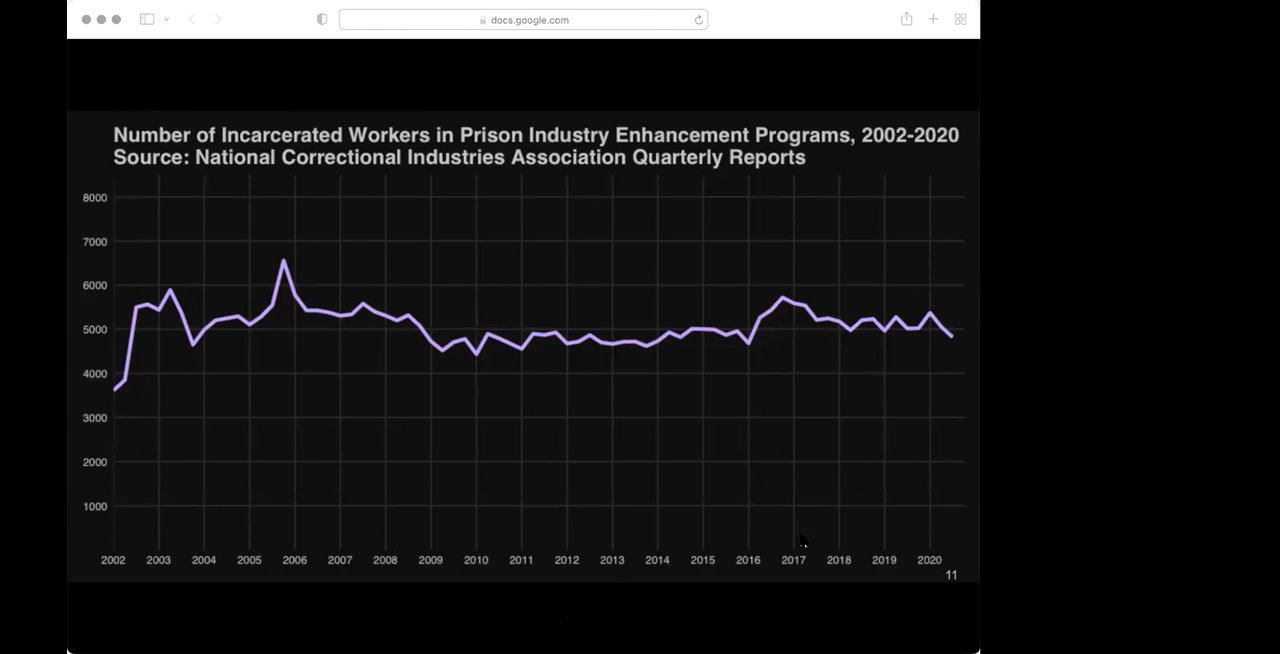 docs.google.com
Number of Incarcerated Workers in Prison Industry Enhancement Programs, 2002-2020
Source: National Correctional Industries Association Quarterly Reports
8000
7000
6000
5000
4000
3000
2000
1000
2002 2003 2004 2005 2006 2007 2008 2009 2010 2011 2012 2013 2014 2015 2016 2017 2018 2019 2020
11